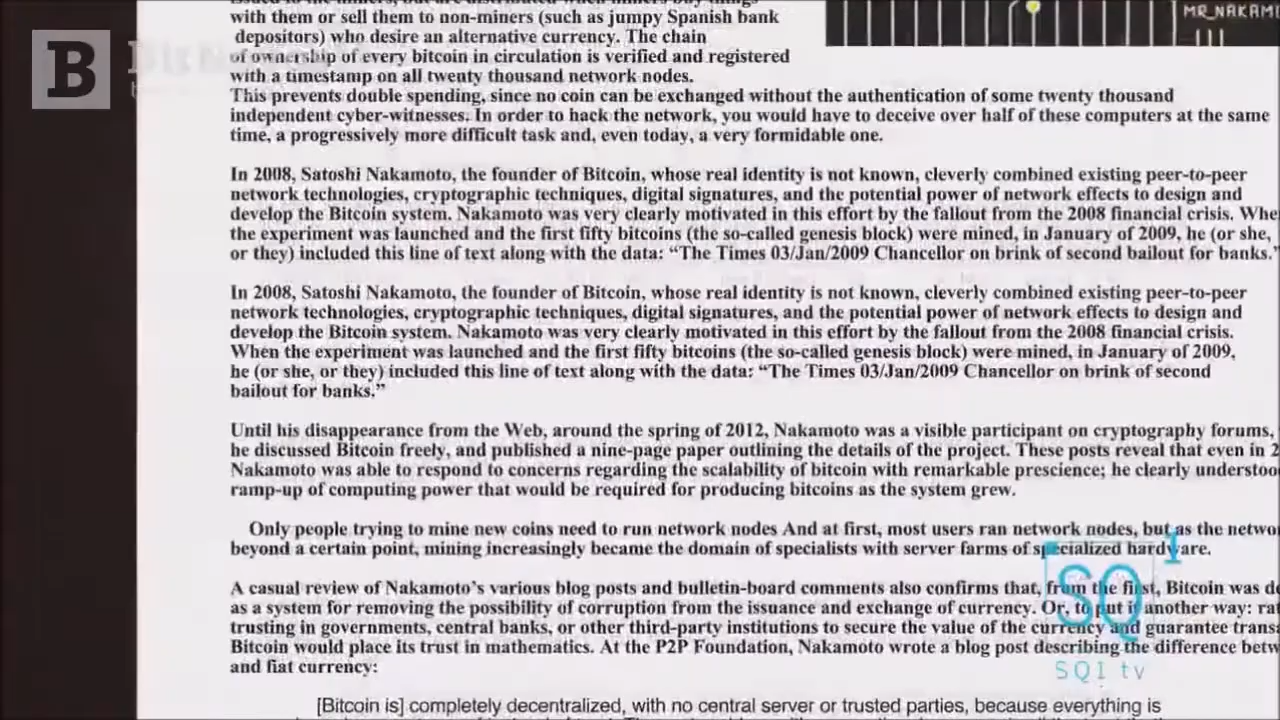 with them or sell them to non-miners (such as jumpy Spanish bank
depositors) who desire an alternative currency. The chain
of ownership of every bitcoin in circulation is verified and registered
with a timestamp on all twenty thousand network nodes.
This prevents double spending, since no coin can be exchanged without the authentication of some twenty thousand
independent cyber-witnesses. In order to hack the network, you would have to deceive over half of these computers at the same
time, a progressively more difficult task and, even today, a very formidable one.
MR_NAKAM
B
In 2008, Satoshi Nakamoto, the founder of Bitcoin, whose real identity is not known, cleverly combined existing peer-to-peer
network technologies, cryptographic techniques, digital signatures, and the potential power of network effects to design and
develop the Bitcoin system. Nakamoto was very clearly motivated in this effort by the fallout from the 2008 financial crisis. Whe
the experiment was launched and the first fifty bitcoins (the so-called genesis block) were mined, in January of 2009, he (or she,
or they) included this line of text along with the data: “The Times 03/Jan/2009 Chancellor on brink of second bailout for banks.”
In 2008, Satoshi Nakamoto, the founder of Bitcoin, whose real identity is not known, cleverly combined existing peer-to-peer
network technologies, cryptographic techniques, digital signatures, and the potential power of network effects to design and
develop the Bitcoin system. Nakamoto was very clearly motivated in this effort by the fallout from the 2008 financial crisis.
When the experiment was launched and the first fifty bitcoins (the so-called genesis block) were mined, in January of 2009,
he (or she, or they) included this line of text along with the data: “The Times 03/Jan/2009 Chancellor on brink of second
bailout for banks.”
Until his disappearance from the Web, around the spring of 2012, Nakamoto was a visible participant on cryptography forums,
he discussed Bitcoin freely, and published a nine-page paper outlining the details of the project. These posts reveal that even in 2
Nakamoto was able to respond to concerns regarding the scalability of bitcoin with remarkable prescience; he clearly understoo
ramp-up of computing power that would be required for producing bitcoins as the system grew.
Only people trying to mine new coins need to run network nodes And at first, most users ran network nodes, but as the netwo
beyond a certain point, mining increasingly became the domain of specialists with server farms of specialized hardware.
A casual review of Nakamoto’s various blog posts and bulletin-board comments also confirms that, from the first, Bitcoin was de
as a system for removing the possibility of corruption from the issuance and exchange of currency. Or, to put it another way: rat
trusting in governments, central banks, or other third-party institutions to secure the value of the currency and guarantee transa
Bitcoin would place its trust in mathematics. At the P2P Foundation, Nakamoto wrote a blog post describing the difference betw
and fiat currency:
[Bitcoin is] completely decentralized, with no central server or trusted parties, because everything is
SQ1
SQ1 tv